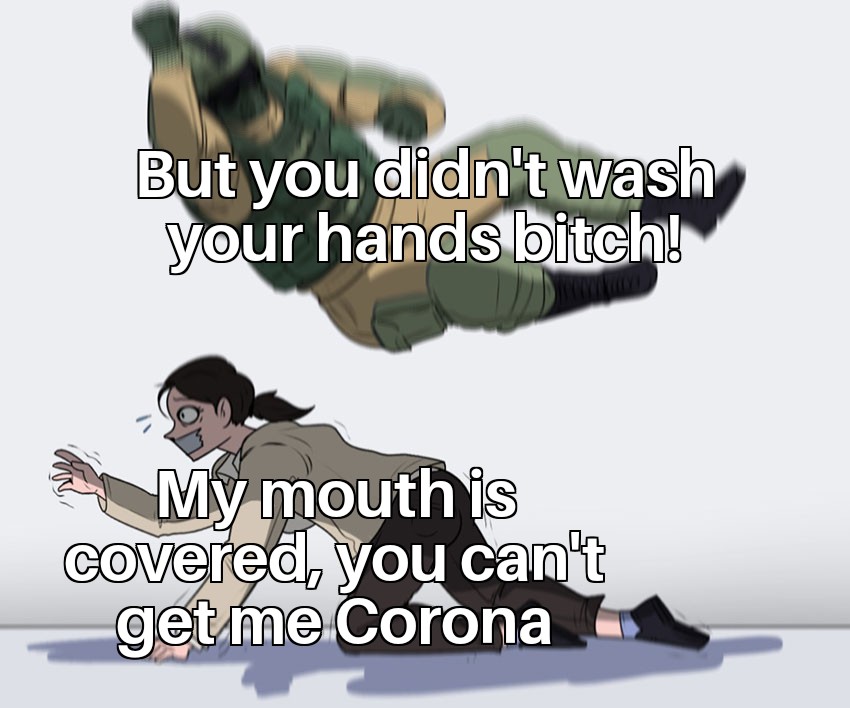 But you didn't wash
your hands bitch!
My mouth is
covered, you can't
get me Corona